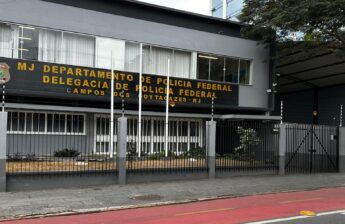 MJ DEPARTAMENTO DE POLICIA FEDERAL
DELEGACIA DE POLICIA FEDERAL
CAMPOS DOS GOYTACAZES - RJ